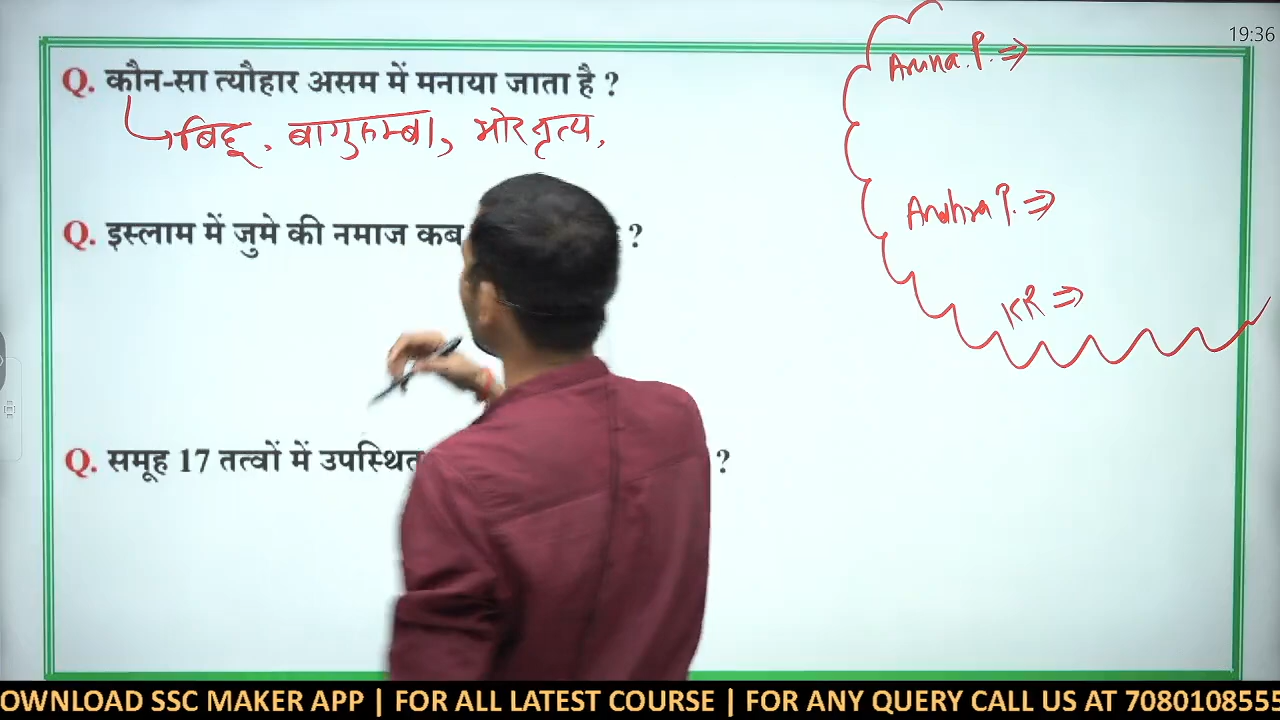 19:36
Q. कौन-सा त्यौहार असम में मनाया जाता है ?
बिहू, बागुरुम्बा, मोर नृत्य,
Q. इस्लाम में जुमे की नमाज कब ?
Q. समूह 17 तत्वों में उपस्थित ?
Aruna. P. ⇒
Andhra P. ⇒
KR ⇒
OWNLOAD SSC MAKER APP | FOR ALL LATEST COURSE | FOR ANY QUERY CALL US AT 7080108555